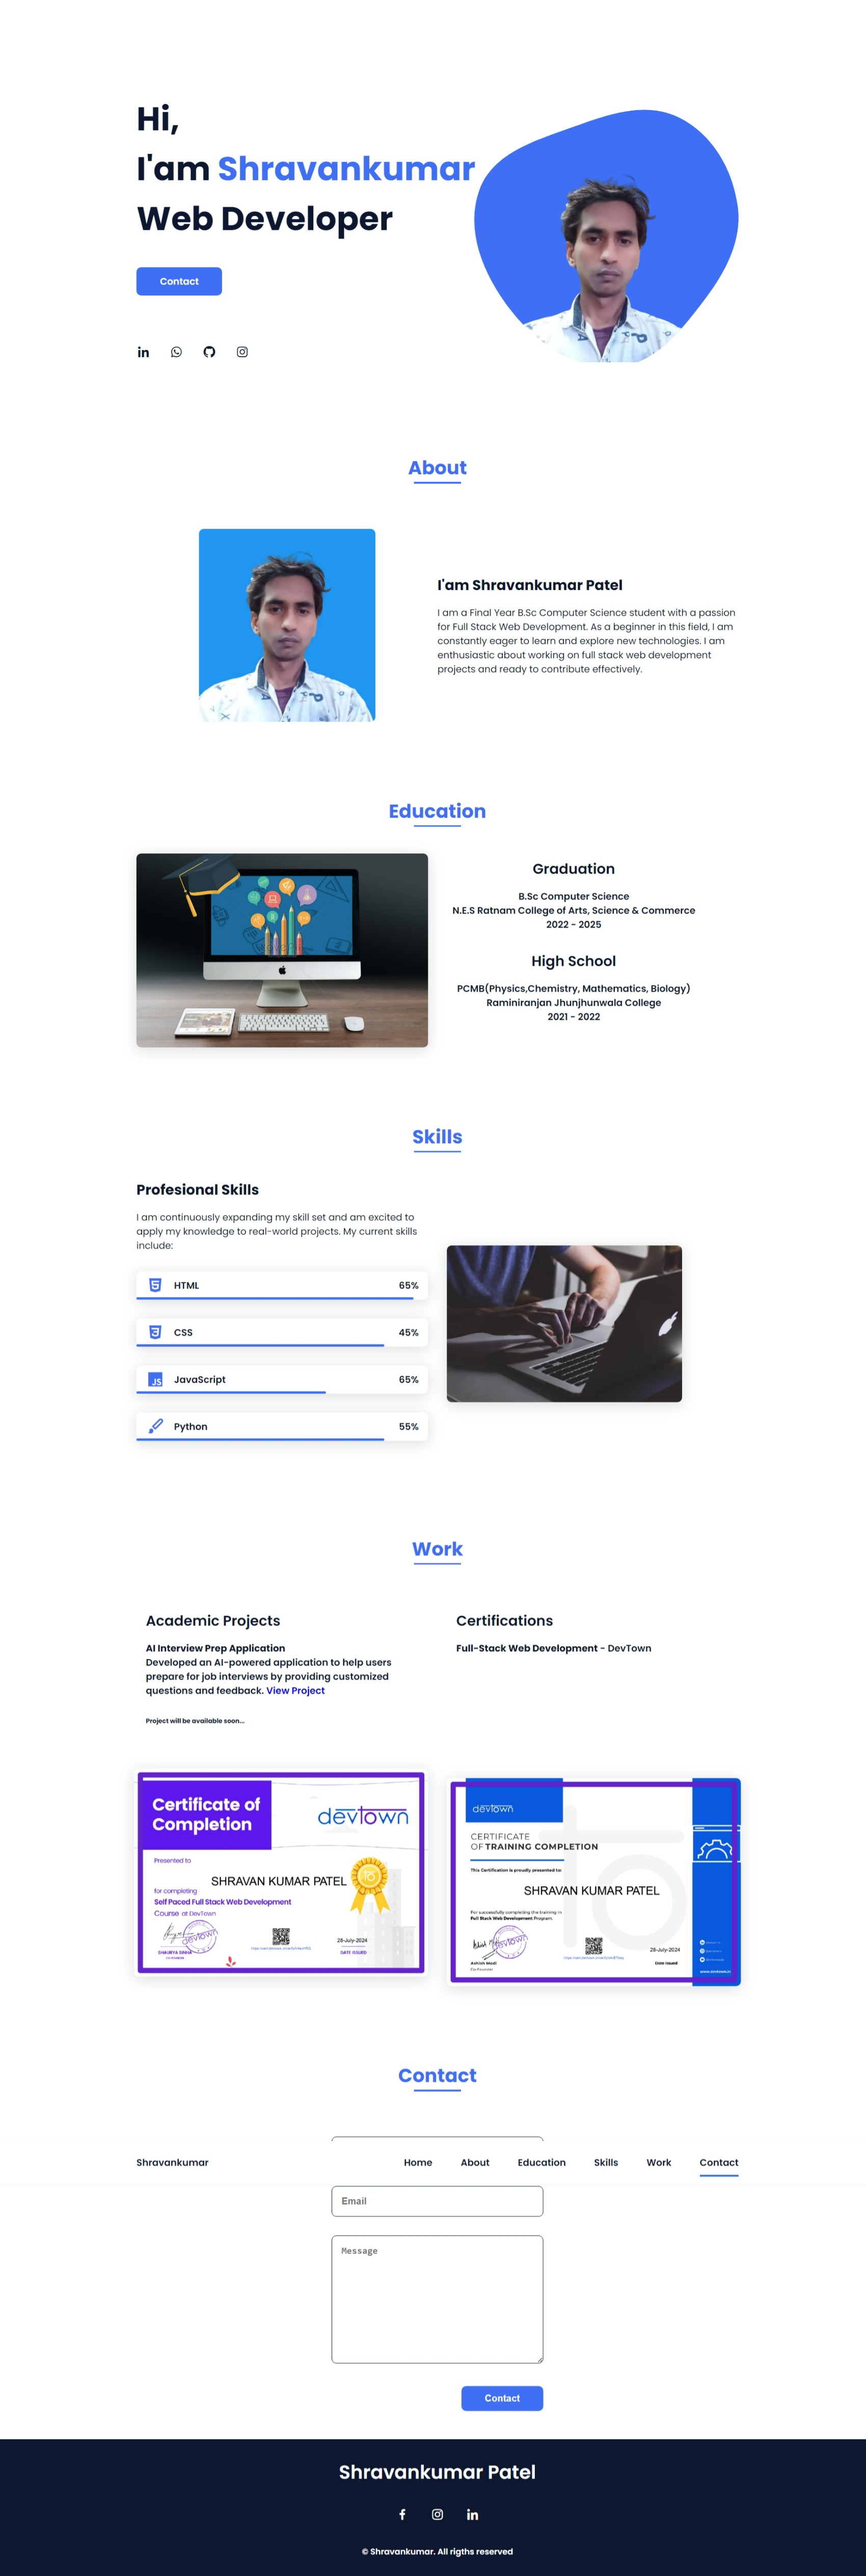 Hi,
I'am Shravankumar
Web Developer
Contact
About
I'am Shravankumar Patel
I am a Final Year B.Sc Computer Science student with a passion
for Full Stack Web Development. As a beginner in this field, I am
constantly eager to learn and explore new technologies. I am
enthusiastic about working on full stack web development
projects and ready to contribute effectively.
Education
Graduation
B.Sc Computer Science
N.E.S Ratnam College of Arts, Science & Commerce
2022 - 2025
High School
PCMB(Physics,Chemistry, Mathematics, Biology)
Raminiranjan Jhunjhunwala College
2021 - 2022
Skills
Profesional Skills
I am continuously expanding my skill set and am excited to
apply my knowledge to real-world projects. My current skills
include:
HTML 65%
CSS 45%
JS JavaScript 65%
Python 55%
Work
Academic Projects
AI Interview Prep Application
Developed an AI-powered application to help users
prepare for job interviews by providing customized
questions and feedback. View Project
Project will be available soon...
Certifications
Full-Stack Web Development - DevTown
Certificate of
Completion
devtown
Presented to
SHRAVAN KUMAR PATEL
for completing
Self Paced Full Stack Web Development
Course at DevTown
28-July-2024
DATE ISSUED
devtown
CERTIFICATE
OF TRAINING COMPLETION
This Certification is proudly presented to:
SHRAVAN KUMAR PATEL
For successfully completing the training in
Full Stack Web Development Program.
28-July-2024
Date Issued
Ashish Modi
Contact
Shravankumar
Home
About
Education
Skills
Work
Contact
Email
Message
Contact
Shravankumar Patel
© Shravankumar. All rigths reserved